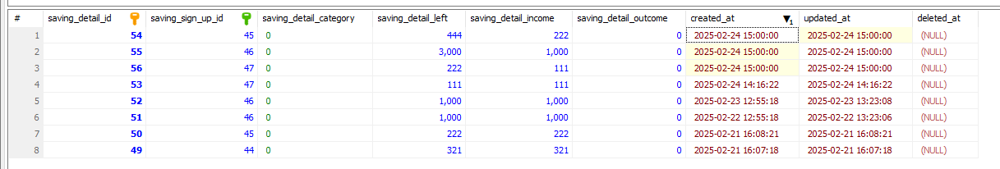 # saving_detail_id saving_sign_up_id saving_detail_category saving_detail_left saving_detail_income saving_detail_outcome created_at ▼1 updated_at deleted_at
1 54 45 0 444 222 0 2025-02-24 15:00:00 2025-02-24 15:00:00 (NULL)
2 55 46 0 3,000 1,000 0 2025-02-24 15:00:00 2025-02-24 15:00:00 (NULL)
3 56 47 0 222 111 0 2025-02-24 15:00:00 2025-02-24 15:00:00 (NULL)
4 53 47 0 111 111 0 2025-02-24 14:16:22 2025-02-24 14:16:22 (NULL)
5 52 46 0 1,000 1,000 0 2025-02-23 12:55:18 2025-02-23 13:23:08 (NULL)
6 51 46 0 1,000 1,000 0 2025-02-22 12:55:18 2025-02-22 13:23:06 (NULL)
7 50 45 0 222 222 0 2025-02-21 16:08:21 2025-02-21 16:08:21 (NULL)
8 49 44 0 321 321 0 2025-02-21 16:07:18 2025-02-21 16:07:18 (NULL)